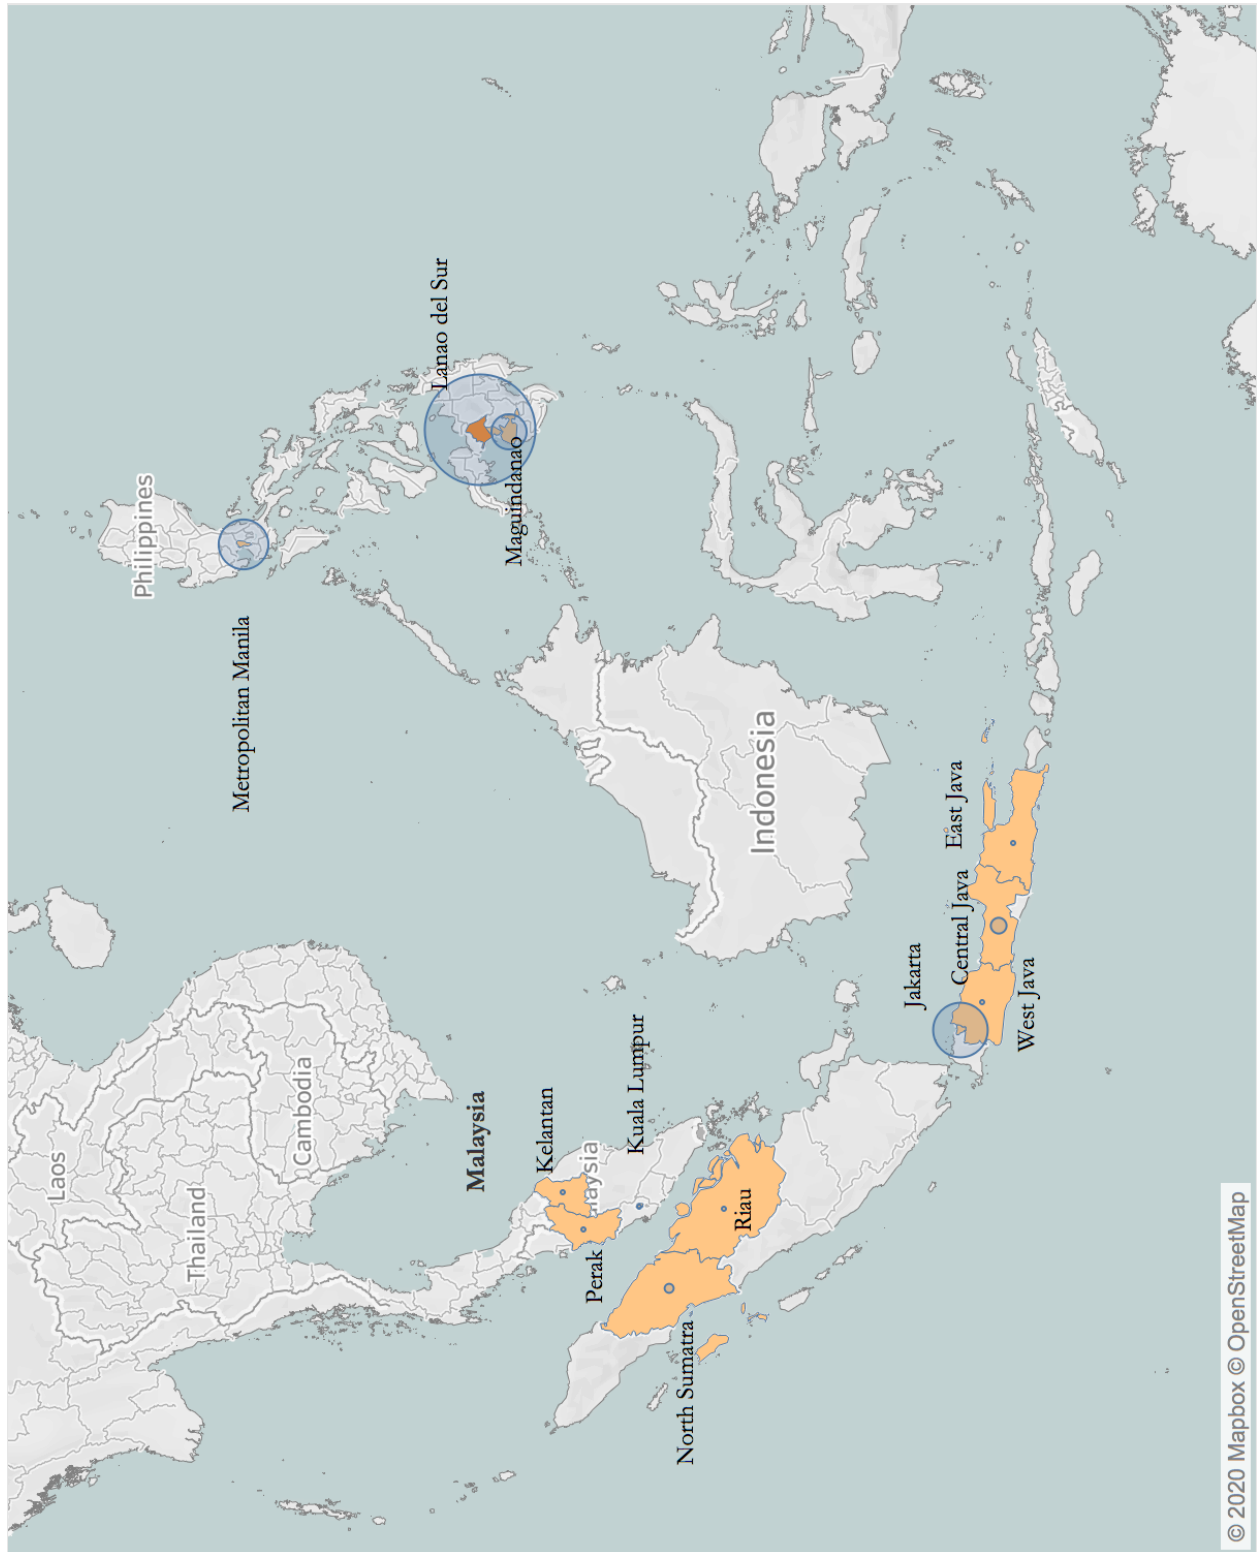 Laos
Thailand
Cambodia
Philippines
Metropolitan Manila
Lanao del Sur
Maguindanao
Malaysia
Kelantan
aysia
Perak
Kuala Lumpur
North Sumatra
Riau
Indonesia
Jakarta
Central Java
East Java
West Java
© 2020 Mapbox © OpenStreetMap